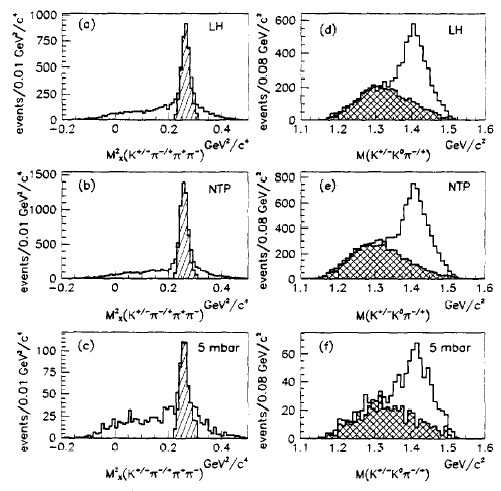 (a)
LH
events/0.01 GeV²/c⁴
900
750
500
250
0
-0.2
0
0.2
0.4
GeV²/c⁴
M²ₓ(K⁺/⁻π⁻/⁺π⁺π⁻)
(d)
LH
events/0.08 GeV/c²
600
400
200
0
1.1
1.2
1.3
1.4
1.5
1.6
GeV/c²
M(K⁺/⁻K⁰π⁻/⁺)
(b)
NTP
events/0.01 GeV²/c⁴
1500
1000
500
0
-0.2
0
0.2
0.4
GeV²/c⁴
M²ₓ(K⁺/⁻π⁻/⁺π⁺π⁻)
(e)
NTP
events/0.08 GeV/c²
800
600
400
200
0
1.1
1.2
1.3
1.4
1.5
1.6
GeV/c²
M(K⁺/⁻K⁰π⁻/⁺)
(c)
5 mbar
events/0.01 GeV²/c⁴
100
75
50
25
0
-0.2
0
0.2
0.4
GeV²/c⁴
M²ₓ(K⁺/⁻π⁻/⁺π⁺π⁻)
(f)
5 mbar
events/0.08 GeV/c²
60
40
20
0
1.1
1.2
1.3
1.4
1.5
1.6
GeV/c²
M(K⁺/⁻K⁰π⁻/⁺)